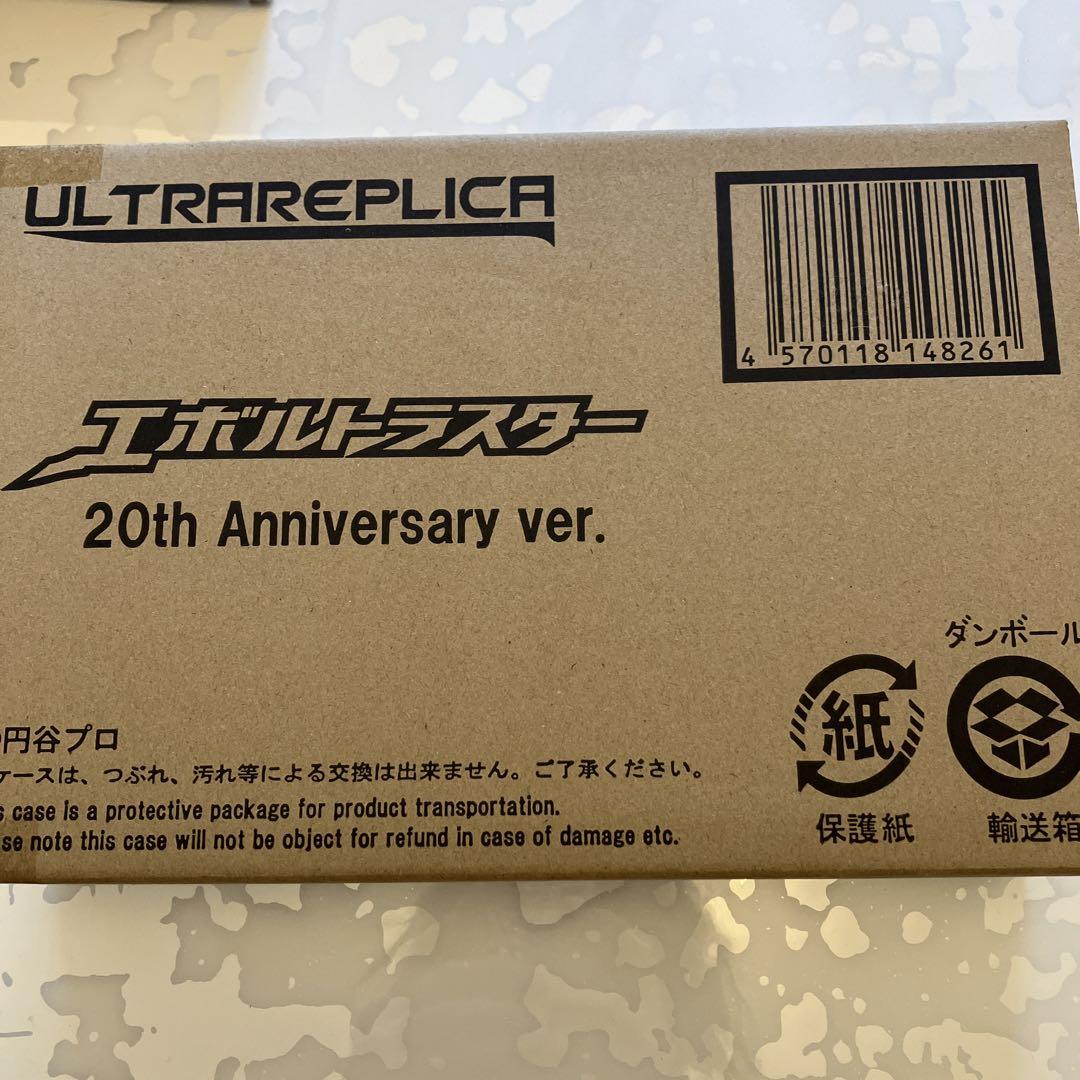 ULTRAREPLICA
4 570118 148261
エボルトラスター
20th Anniversary ver.
ダンボール
紙
保護紙
輸送箱
円谷プロ
ケースは、つぶれ、汚れ等による交換は出来ません。ご了承ください。
case is a protective package for product transportation.
note this case will not be object for refund in case of damage etc.